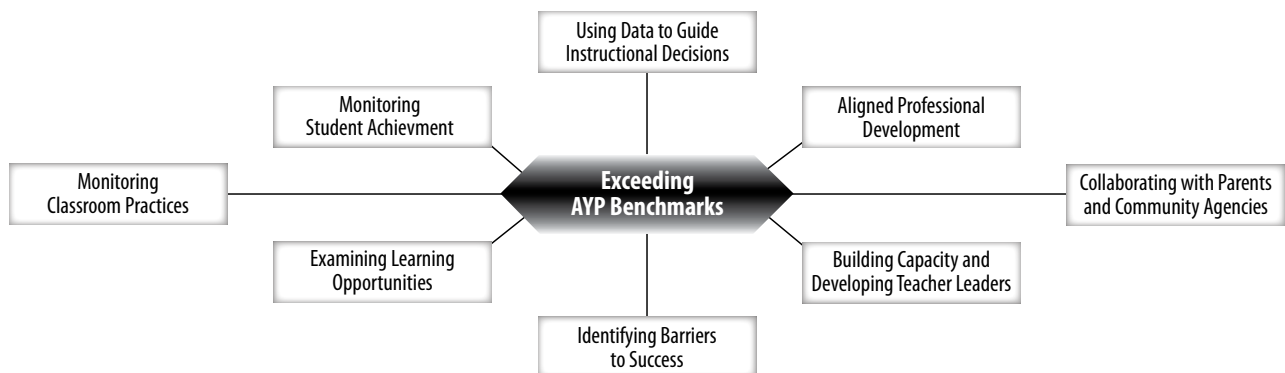 Using Data to Guide
Instructional Decisions
Monitoring
Student Achievment
Aligned Professional
Development
Monitoring
Classroom Practices
Exceeding
AYP Benchmarks
Collaborating with Parents
and Community Agencies
Examining Learning
Opportunities
Building Capacity and
Developing Teacher Leaders
Identifying Barriers
to Success